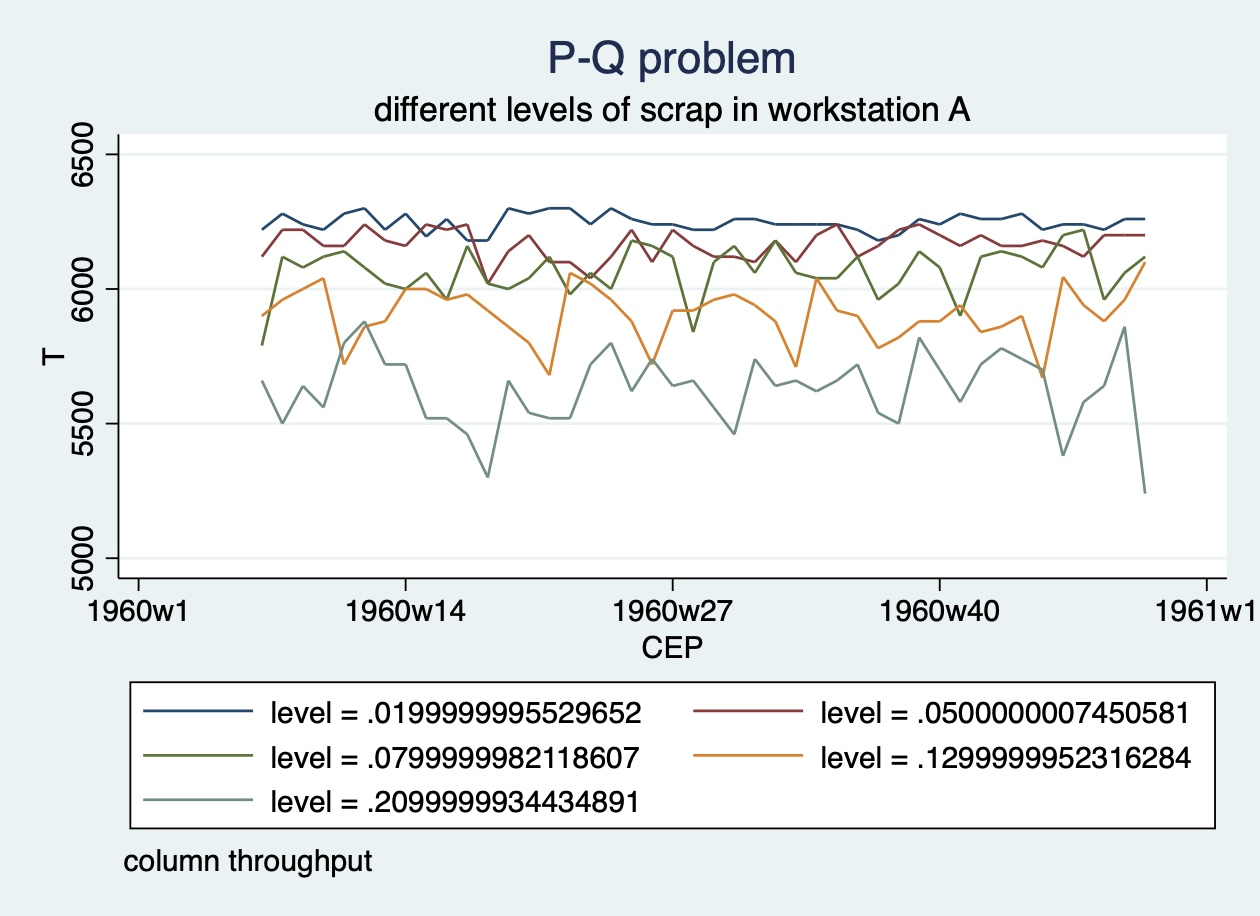 P-Q problem
different levels of scrap in workstation A
6500
6000
5500
5000
T
1960w1 1960w14 1960w27 1960w40 1961w1
CEP
level = .0199999995529652 level = .0500000007450581
level = .0799999982118607 level = .1299999952316284
level = .2099999934434891
column throughput